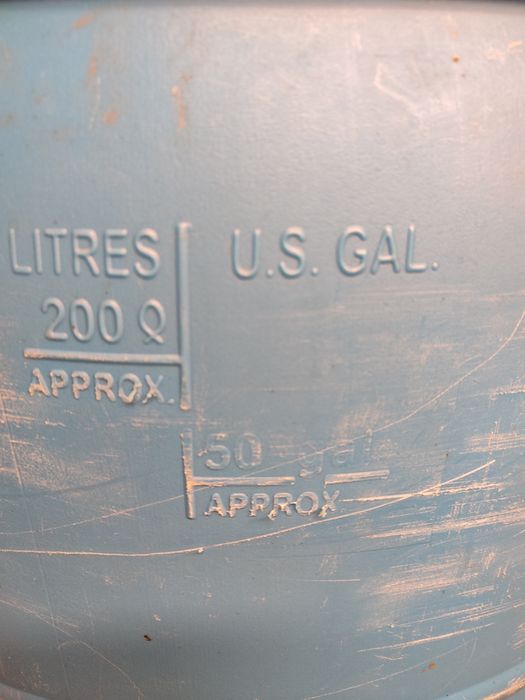 LITRES U.S. GAL.
200 ℓ
APPROX.
50 gal
APPROX